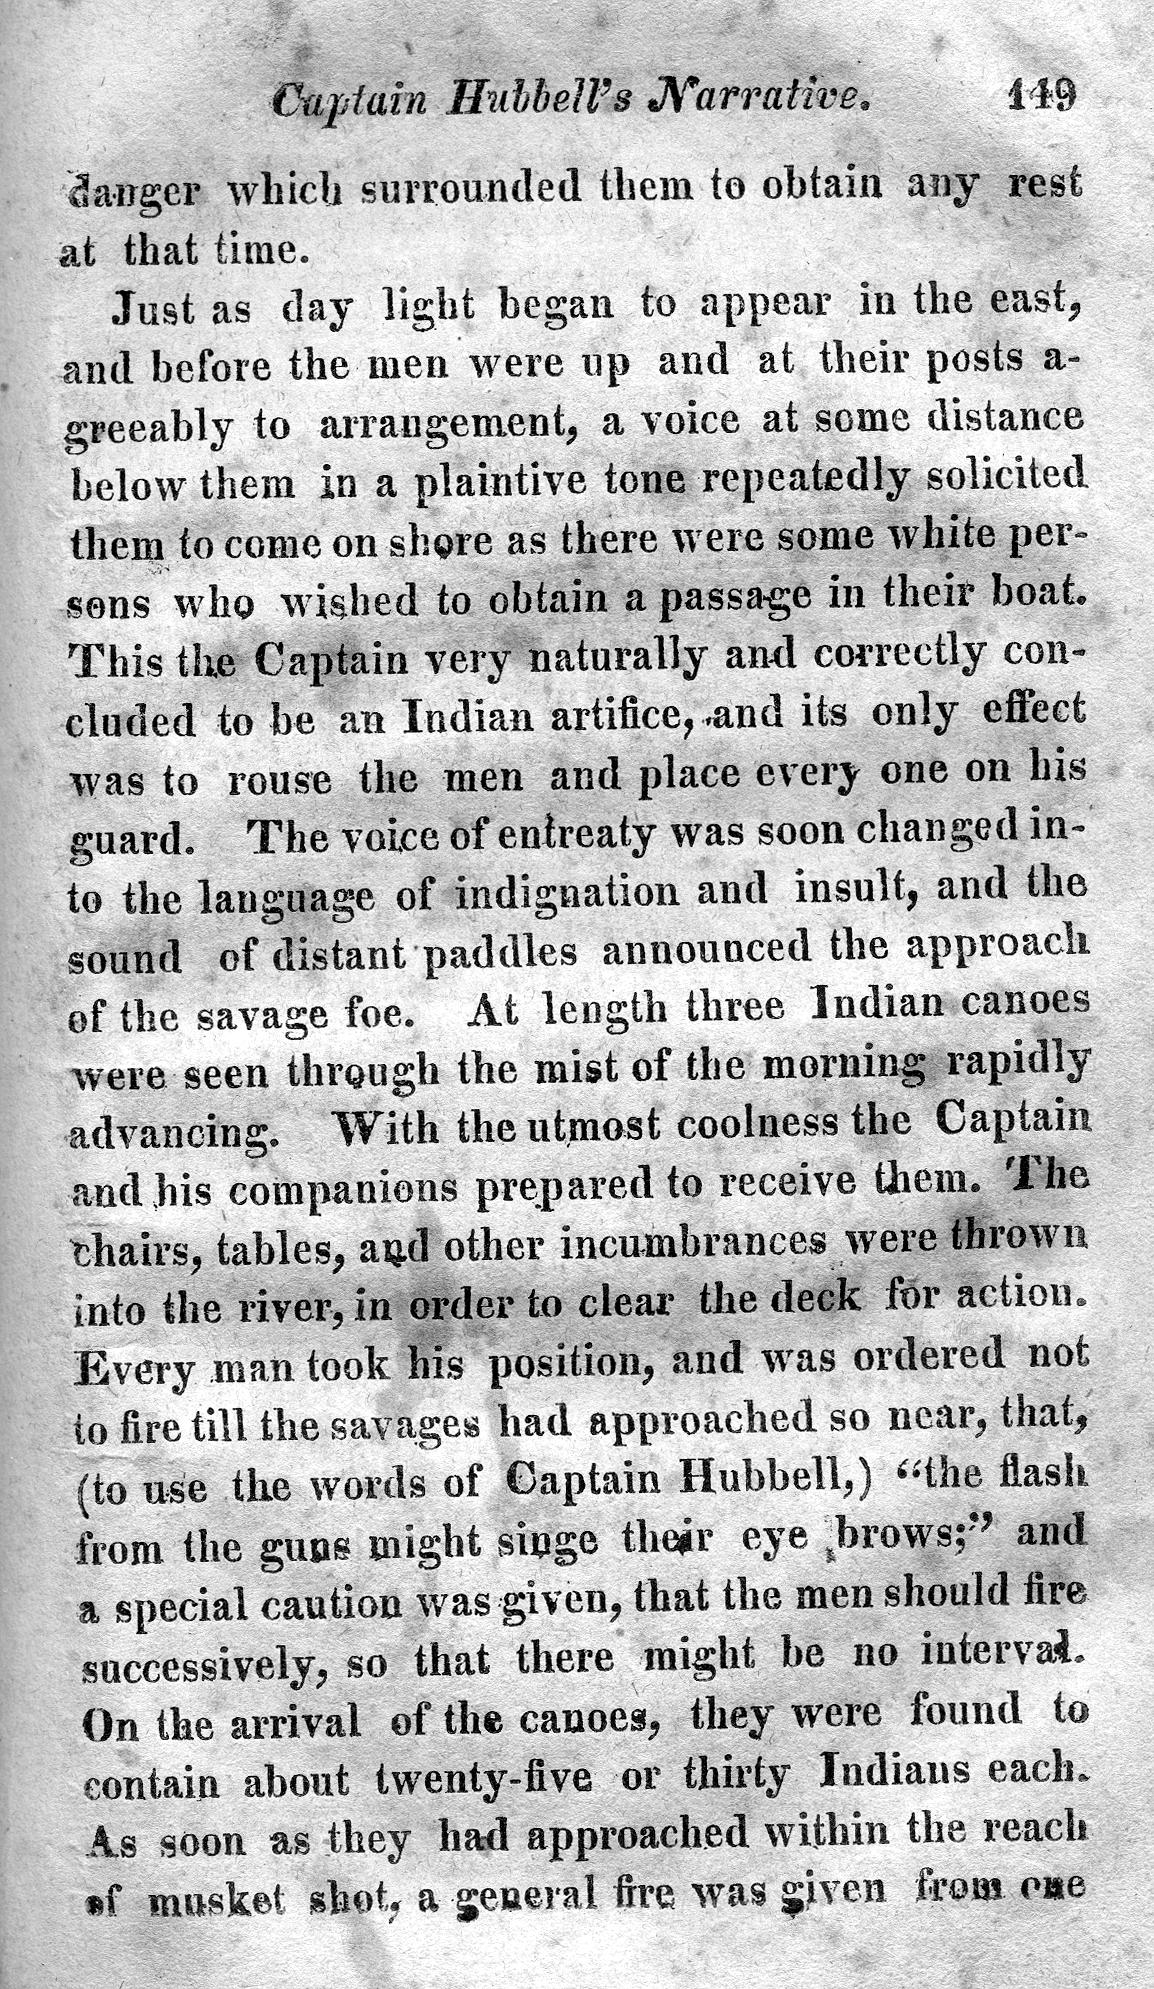 Captain Hubbell's Narrative. 149
danger which surrounded them to obtain any rest
at that time.
Just as day light began to appear in the east,
and before the men were up and at their posts a-
greeably to arrangement, a voice at some distance
below them in a plaintive tone repeatedly solicited
them to come on shore as there were some white per-
sons who wished to obtain a passage in their boat.
This the Captain very naturally and correctly con-
cluded to be an Indian artifice, and its only effect
was to rouse the men and place every one on his
guard. The voice of entreaty was soon changed in-
to the language of indignation and insult, and the
sound of distant paddles announced the approach
of the savage foe. At length three Indian canoes
were seen through the mist of the morning rapidly
advancing. With the utmost coolness the Captain
and his companions prepared to receive them. The
chairs, tables, and other incumbrances were thrown
into the river, in order to clear the deck for action.
Every man took his position, and was ordered not
to fire till the savages had approached so near, that,
(to use the words of Captain Hubbell,) "the flash
from the guns might singe their eye brows;" and
a special caution was given, that the men should fire
successively, so that there might be no interval.
On the arrival of the canoes, they were found to
contain about twenty-five or thirty Indians each.
As soon as they had approached within the reach
of musket shot, a general fire was given from one